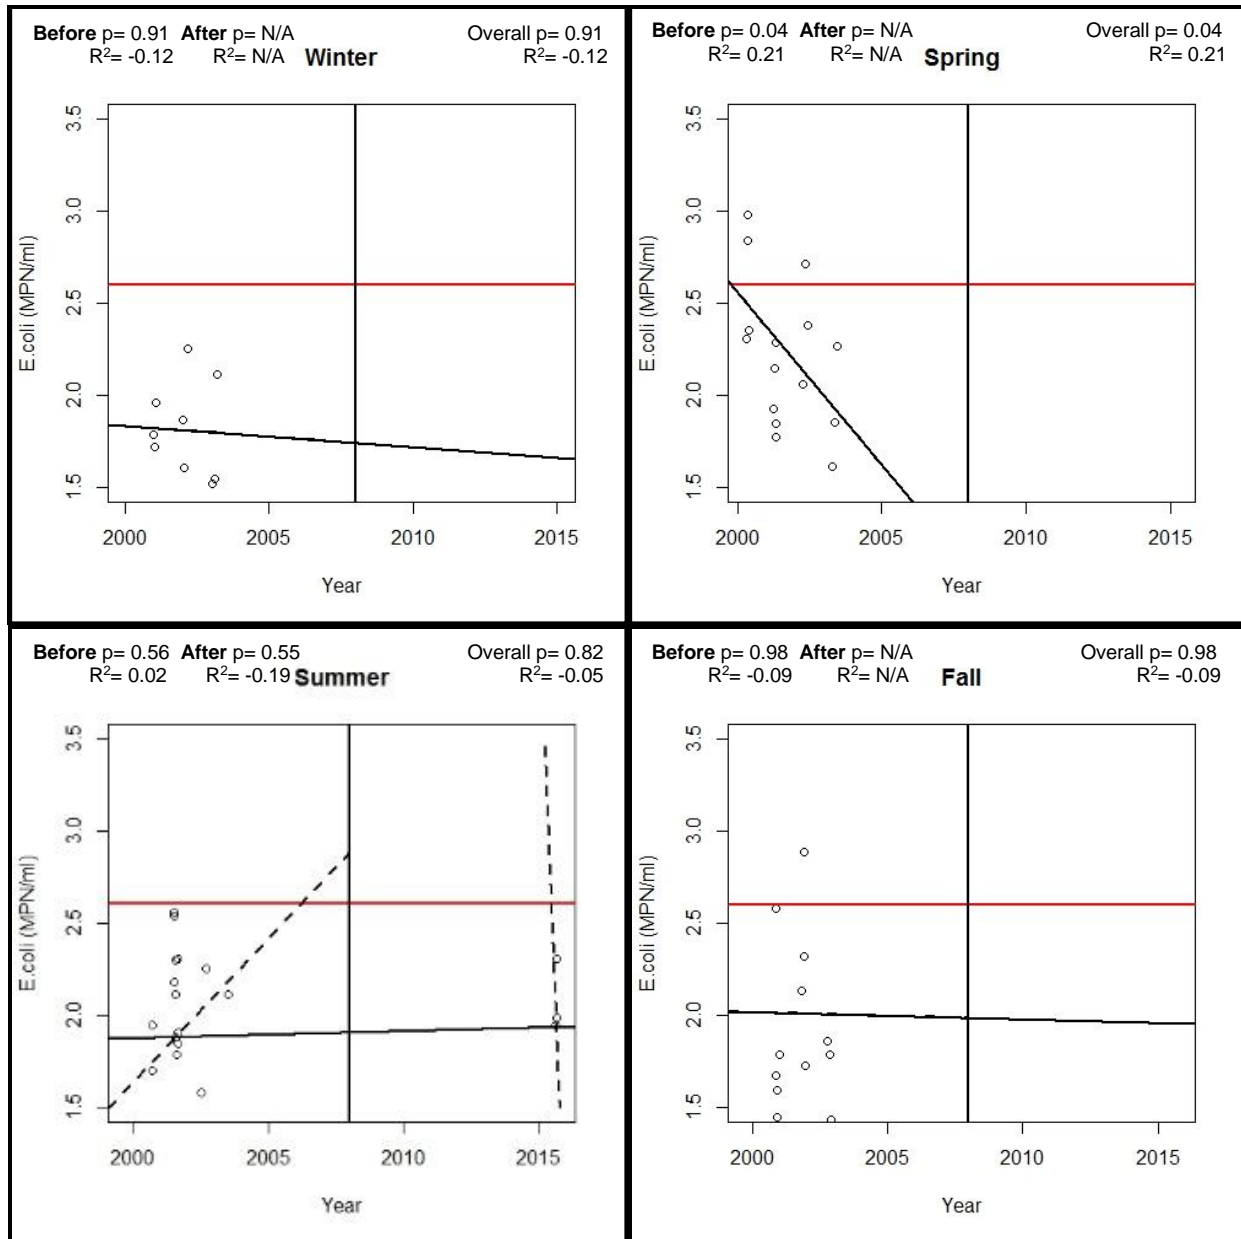 Before p= 0.91 After p= N/A Overall p= 0.91
R²= -0.12 R²= N/A Winter R²= -0.12
3.5
3.0
2.5
2.0
1.5
E.coli (MPN/ml)
2000 2005 2010 2015
Year
Before p= 0.04 After p= N/A Overall p= 0.04
R²= 0.21 R²= N/A Spring R²= 0.21
3.5
3.0
2.5
2.0
1.5
E.coli (MPN/ml)
2000 2005 2010 2015
Year
Before p= 0.56 After p= 0.55 Overall p= 0.82
R²= 0.02 R²= -0.19 Summer R²= -0.05
3.5
3.0
2.5
2.0
1.5
E.coli (MPN/ml)
2000 2005 2010 2015
Year
Before p= 0.98 After p= N/A Overall p= 0.98
R²= -0.09 R²= N/A Fall R²= -0.09
3.5
3.0
2.5
2.0
1.5
E.coli (MPN/ml)
2000 2005 2010 2015
Year